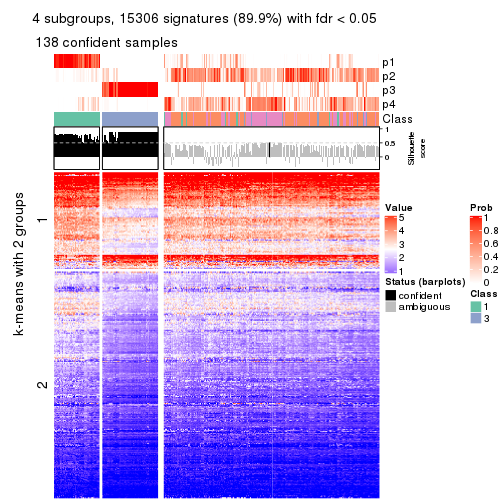 4 subgroups, 15306 signatures (89.9%) with fdr < 0.05
138 confident samples
p1
p2
p3
p4
Class
1
0.5
0
Silhouette
score
k-means with 2 groups
1
2
Value
5
4
3
2
1
Status (barplots)
confident
ambiguous
Prob
1
0.8
0.6
0.4
0.2
0
Class
1
3